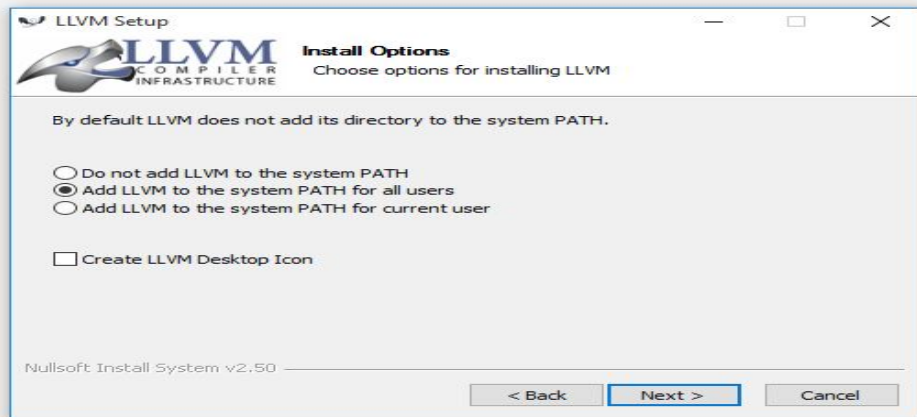 LLVM Setup
LLVM
COMPILER
INFRASTRUCTURE
Install Options
Choose options for installing LLVM
By default LLVM does not add its directory to the system PATH.
Do not add LLVM to the system PATH
Add LLVM to the system PATH for all users
Add LLVM to the system PATH for current user
Create LLVM Desktop Icon
Nullsoft Install System v2.50
< Back Next > Cancel